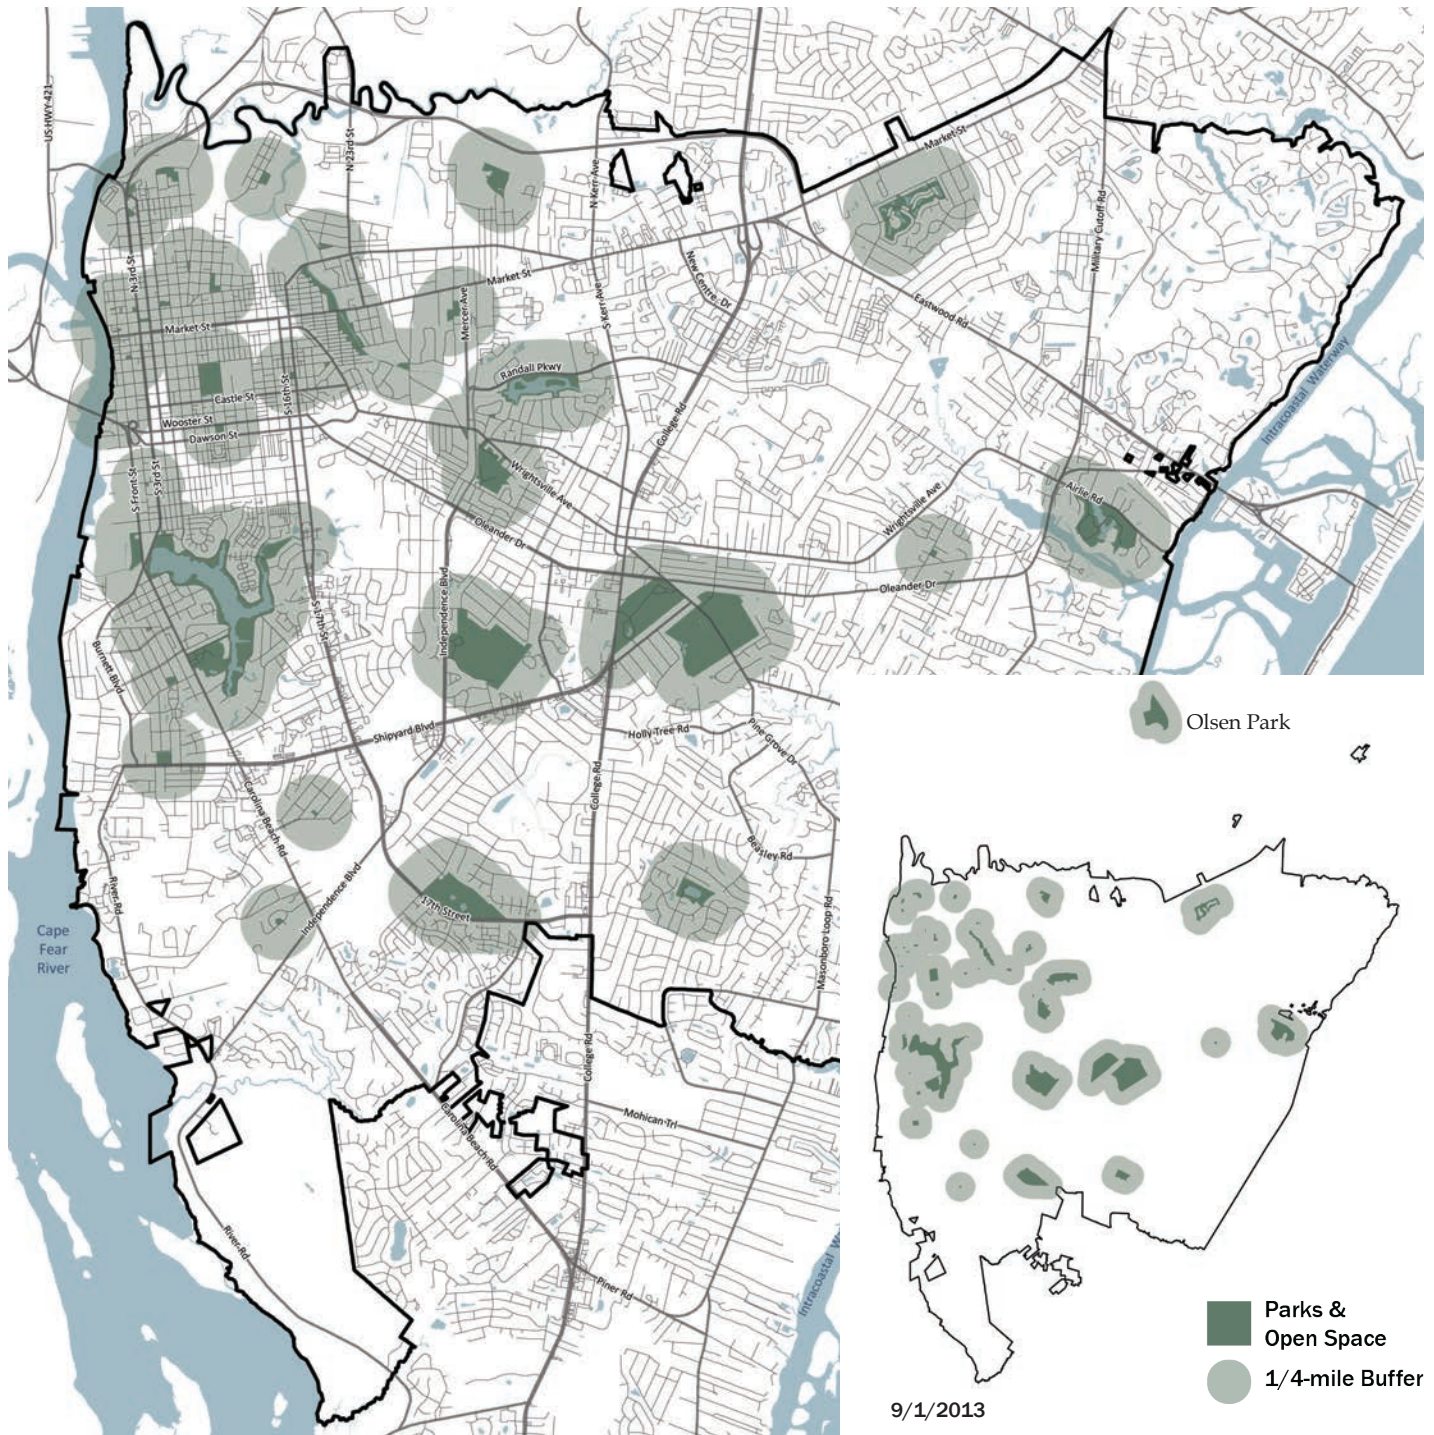 US HWY 421
N 23rd St
N Kerr Ave
Market St
Military Cutoff Rd
N 3rd St
Market St
Mercer Ave
S Kerr Ave
New Centre Dr
Eastwood Rd
Market St
Randall Pkwy
Castle St
S 16th St
Wooster St
Dawson St
College Rd
Intracoastal Waterway
S Front St
S 3rd St
Wrightsville Ave
Oleander Dr
Wrightsville Ave
Airlie Rd
Independence Blvd
S 17th St
Oleander Dr
Burnett Blvd
Shipyard Blvd
Holly Tree Rd
Pine Grove Dr
Olsen Park
College Rd
Carolina Beach Rd
Beasley Rd
River Rd
Independence Blvd
17th Street
Masonboro Loop Rd
Cape
Fear
River
College Rd
Carolina Beach Rd
Mohican Trl
River Rd
Piner Rd
Intracoastal W
Parks &
Open Space
1/4-mile Buffer
9/1/2013